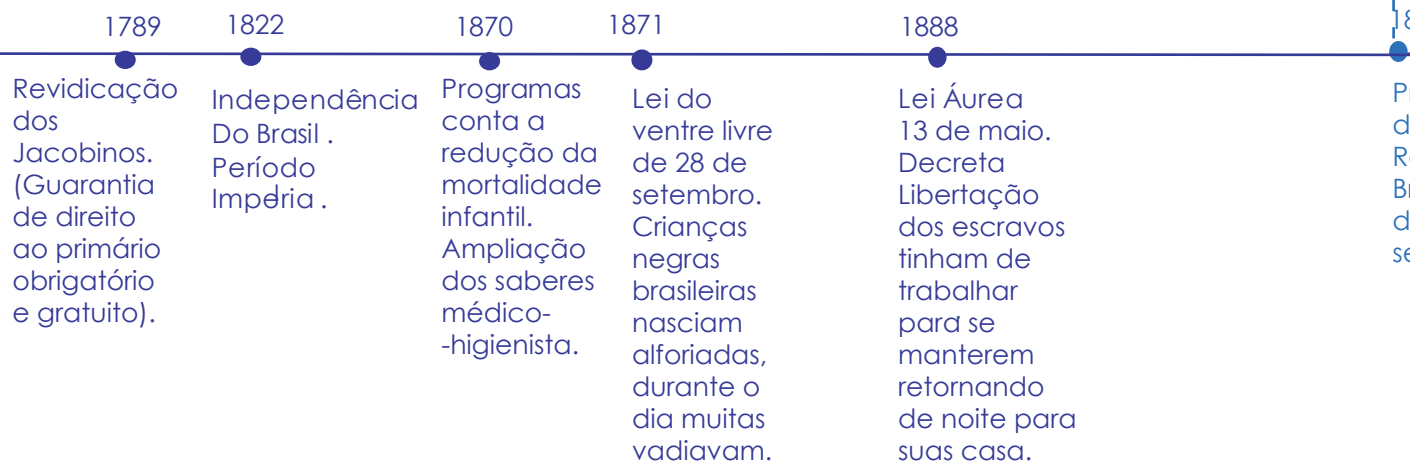 1789
Revidicação
dos
Jacobinos.
(Guarantia
de direito
ao primário
obrigatório
e gratuito).
1822
Independência
Do Brasil .
Período
Impéria .
1870
Programas
conta a
redução da
mortalidade
infantil.
Ampliação
dos saberes
médico-
-higienista.
1871
Lei do
ventre livre
de 28 de
setembro.
Crianças
negras
brasileiras
nasciam
alforiadas,
durante o
dia muitas
vadiavam.
1888
Lei Áurea
13 de maio.
Decreta
Libertação
dos escravos
tinham de
trabalhar
para se
manterem
retornando
de noite para
suas casa.